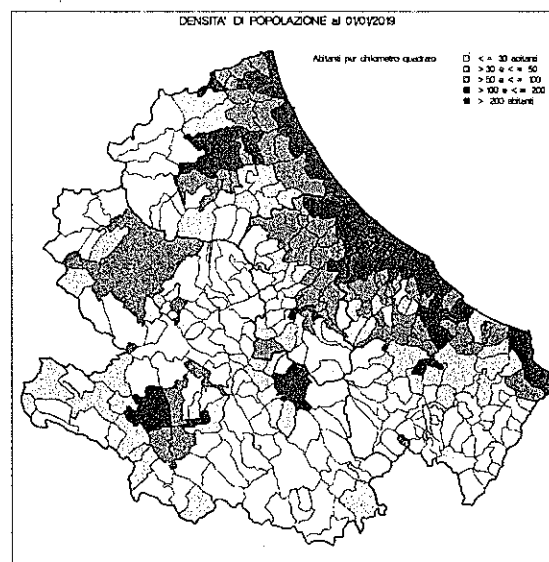 DENSITA' DI POPOLAZIONE al 01/01/2019
Abitanti per chilometro quadrato
< = 30 abitanti
> 30 e < = 50
> 50 e < = 100
> 100 e < = 200
> 200 abitanti